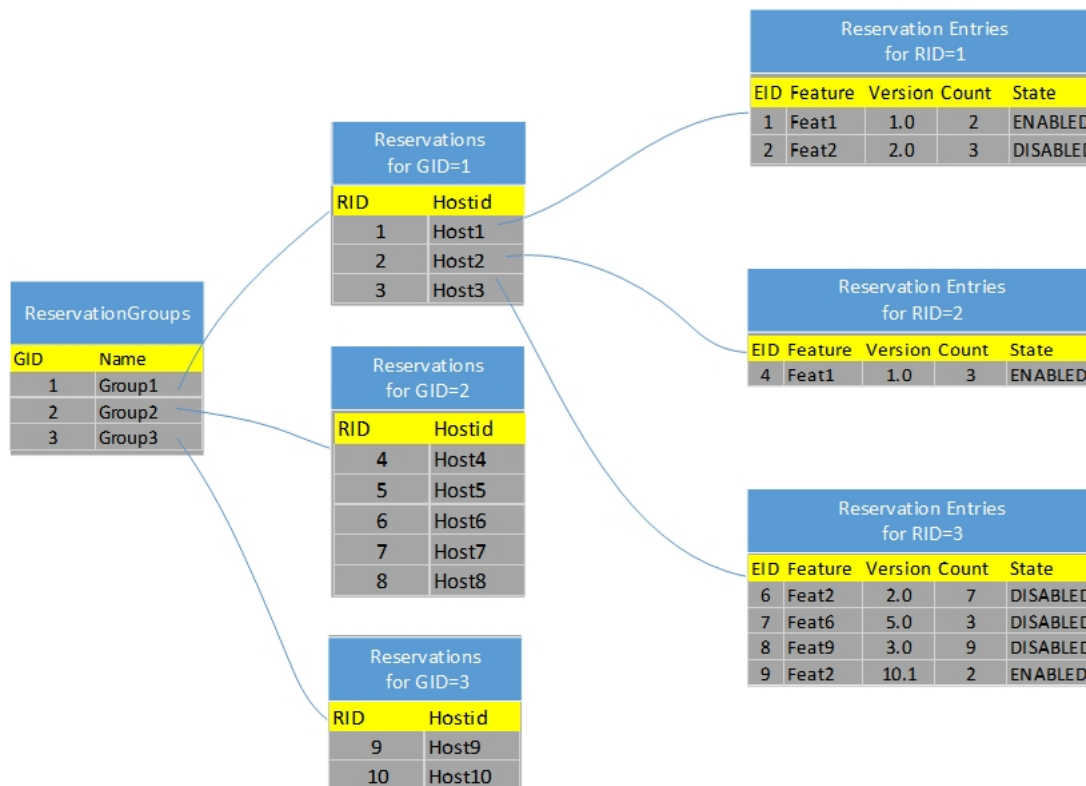 ReservationGroups
GID Name
1 Group1
2 Group2
3 Group3
Reservations
for GID=1
RID Hostid
1 Host1
2 Host2
3 Host3
Reservations
for GID=2
RID Hostid
4 Host4
5 Host5
6 Host6
7 Host7
8 Host8
Reservations
for GID=3
RID Hostid
9 Host9
10 Host10
Reservation Entries
for RID=1
EID Feature Version Count State
1 Feat1 1.0 2 ENABLED
2 Feat2 2.0 3 DISABLED
Reservation Entries
for RID=2
EID Feature Version Count State
4 Feat1 1.0 3 ENABLED
Reservation Entries
for RID=3
EID Feature Version Count State
6 Feat2 2.0 7 DISABLED
7 Feat6 5.0 3 DISABLED
8 Feat9 3.0 9 DISABLED
9 Feat2 10.1 2 ENABLED